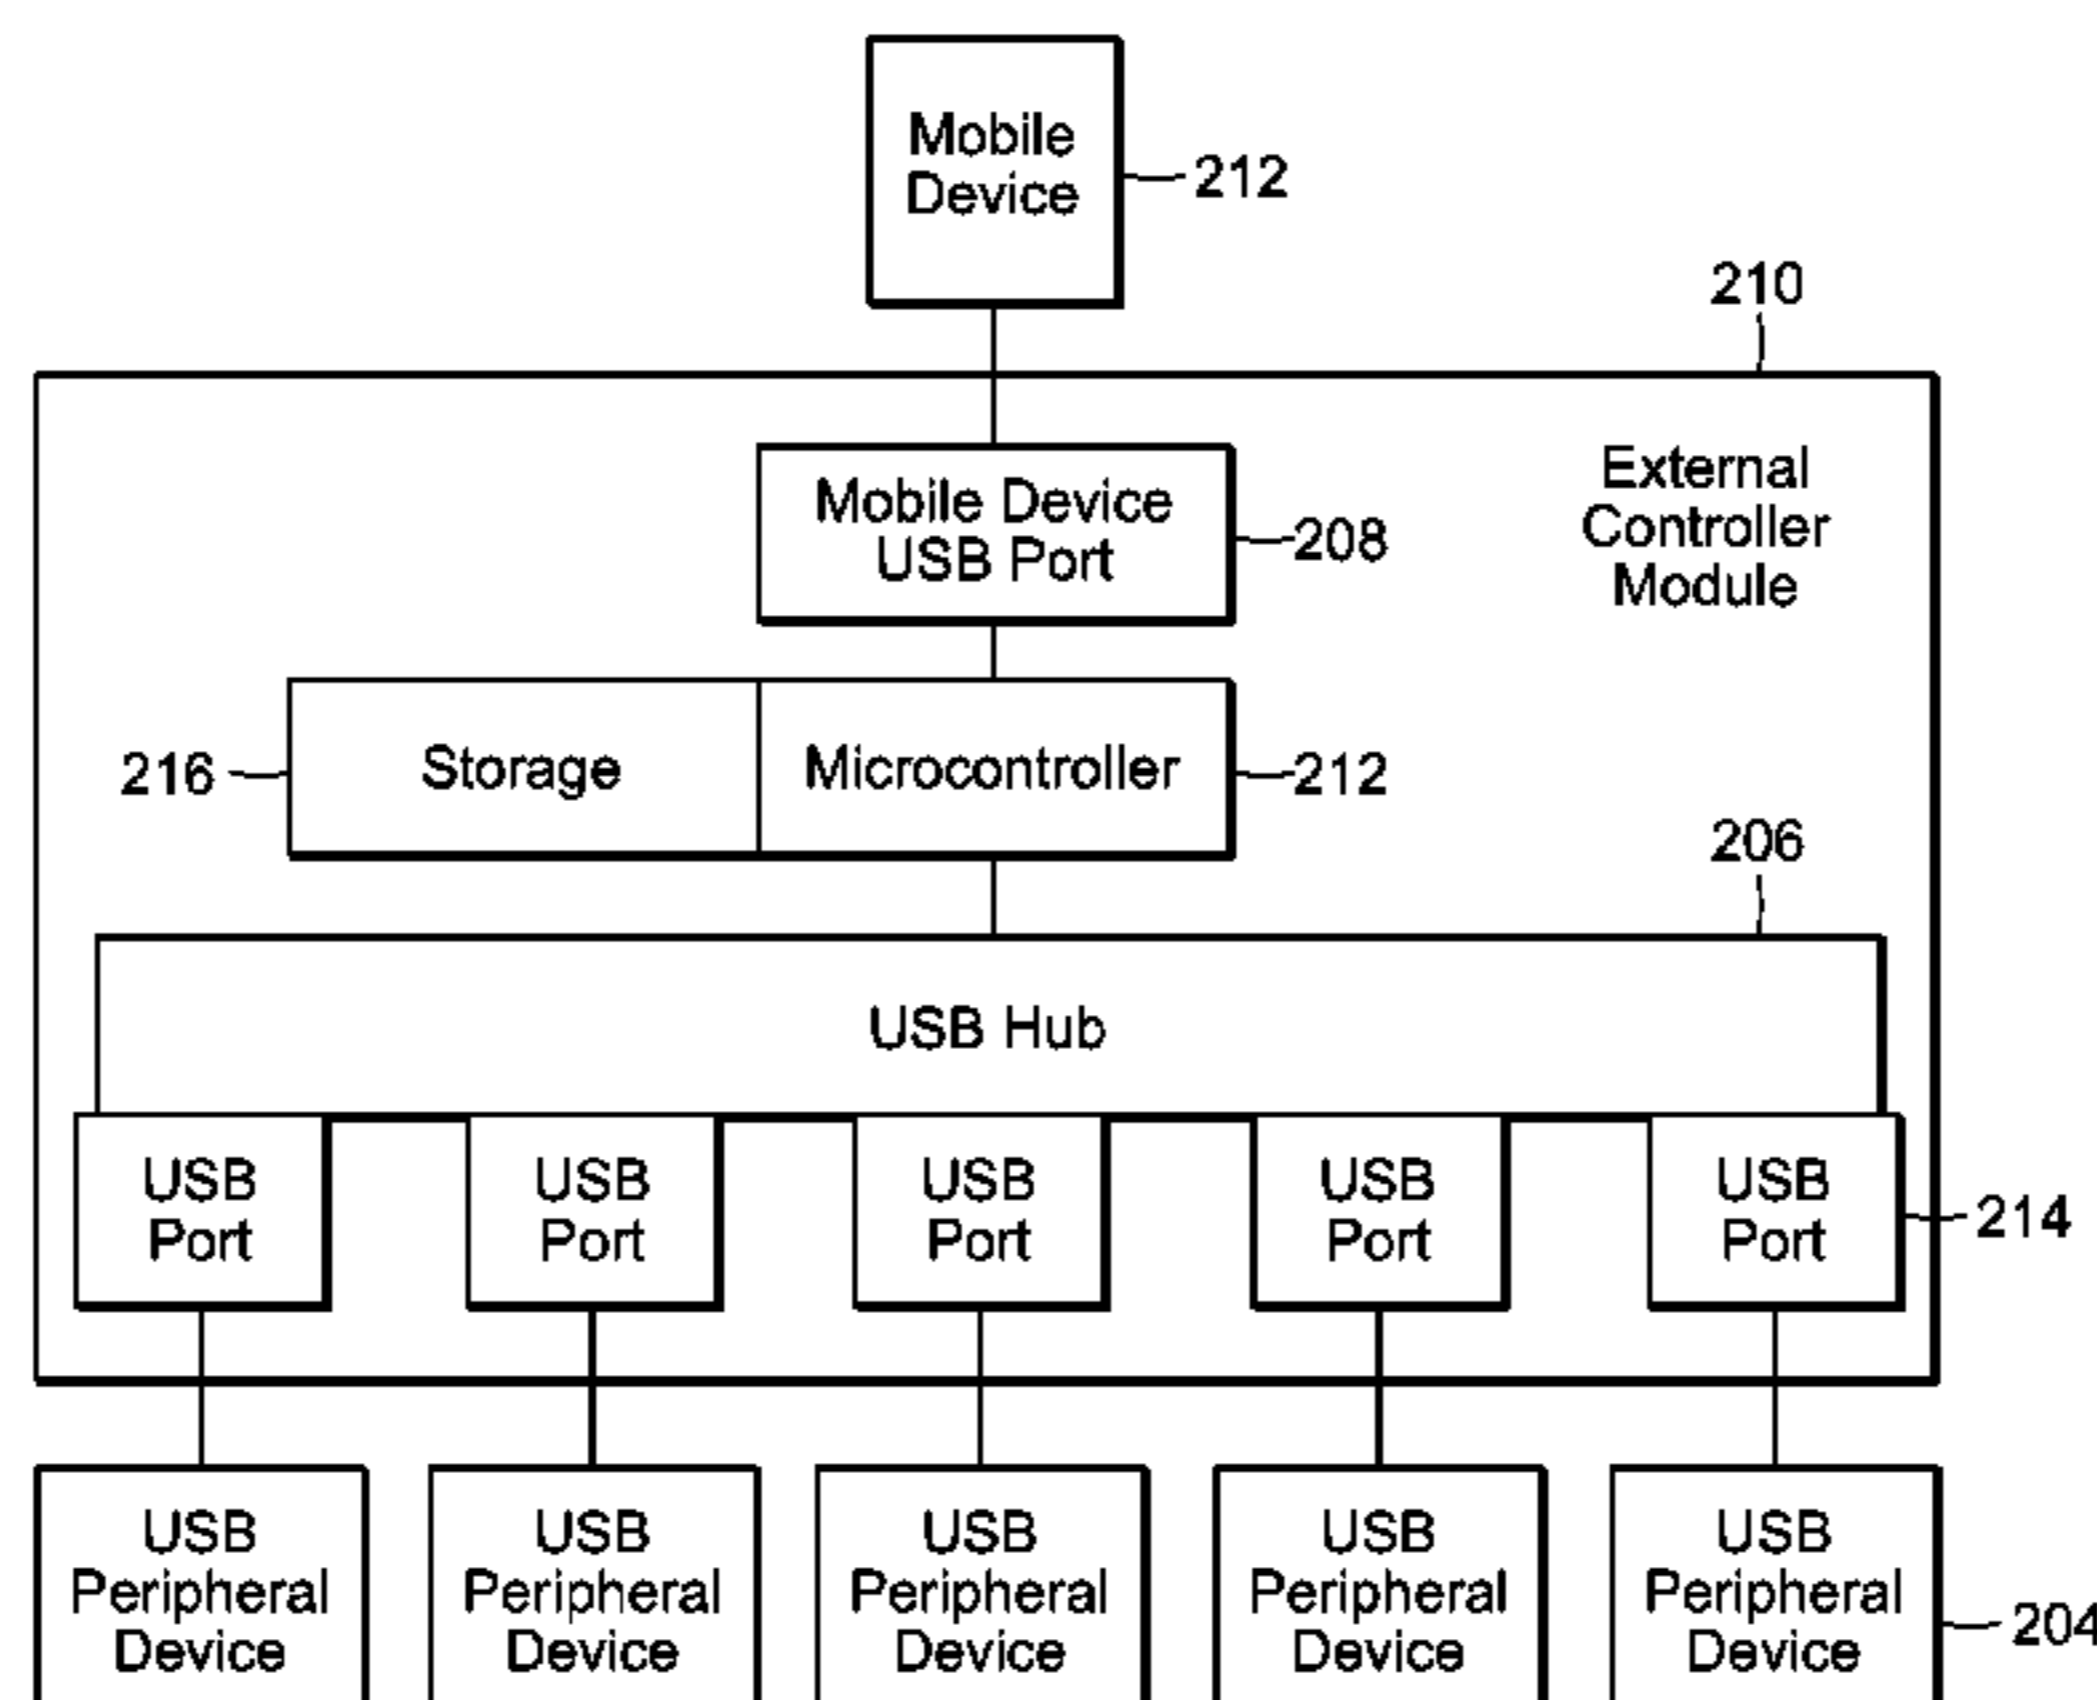 Mobile
Device
212
210
External
Controller
Module
Mobile Device
USB Port
208
216
Storage
Microcontroller
212
206
USB Hub
USB
Port
USB
Port
USB
Port
USB
Port
USB
Port
214
USB
Peripheral
Device
USB
Peripheral
Device
USB
Peripheral
Device
USB
Peripheral
Device
USB
Peripheral
Device
204